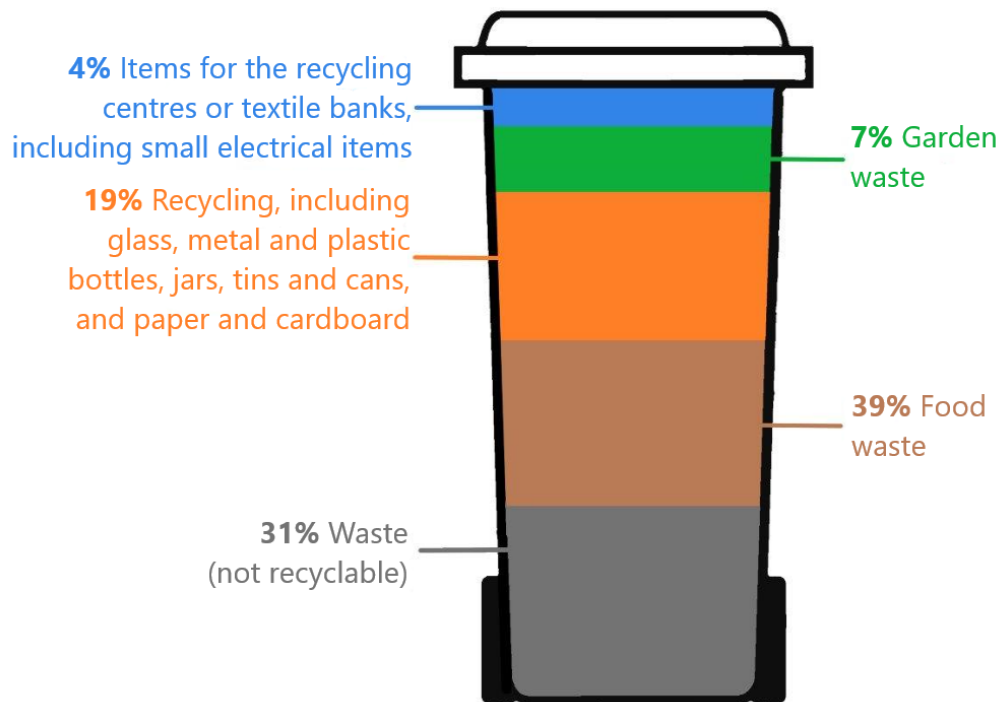 4% Items for the recycling
centres or textile banks,
including small electrical items
7% Garden
waste
19% Recycling, including
glass, metal and plastic
bottles, jars, tins and cans,
and paper and cardboard
39% Food
waste
31% Waste
(not recyclable)